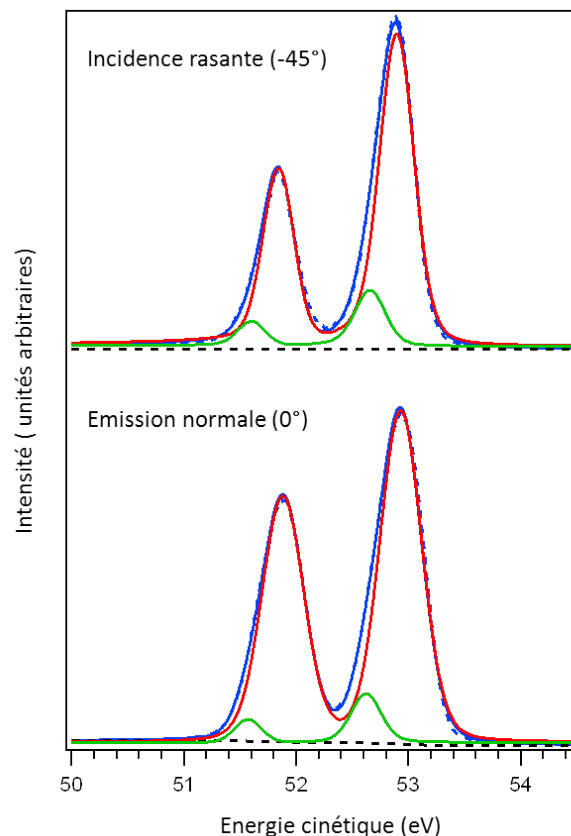 Incidence rasante (-45°)
Emission normale (0°)
Intensité ( unités arbitraires)
50 51 52 53 54
Energie cinétique (eV)